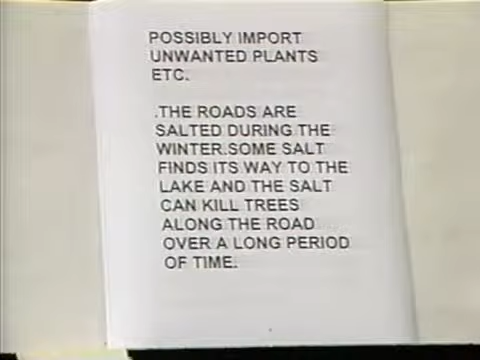 POSSIBLY IMPORT
UNWANTED PLANTS
ETC.
.THE ROADS ARE
SALTED DURING THE
WINTER.SOME SALT
FINDS ITS WAY TO THE
LAKE AND THE SALT
CAN KILL TREES
ALONG THE ROAD
OVER A LONG PERIOD
OF TIME.